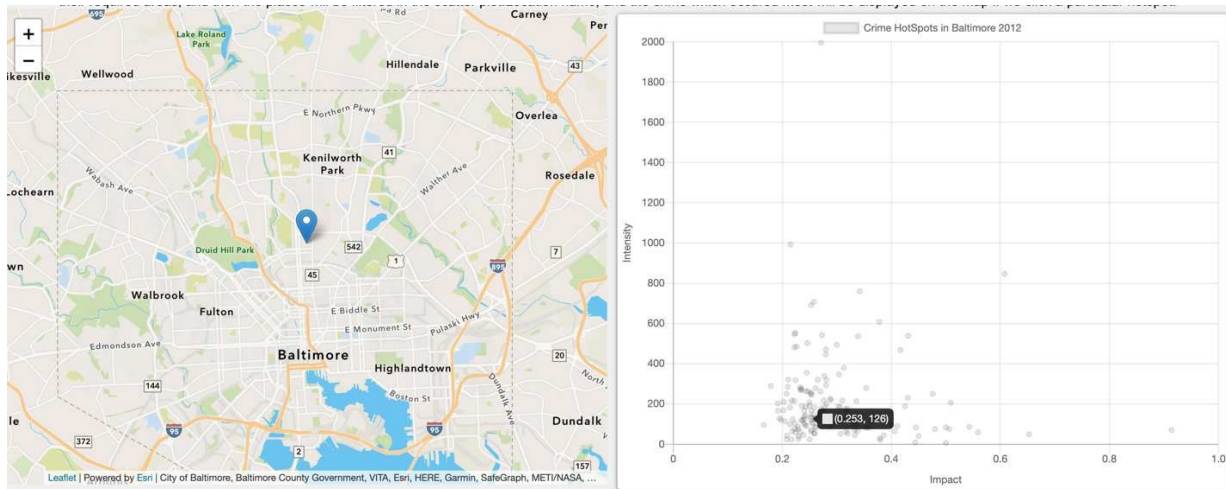 695
Carney
Lake Roland
Park
+
−
Hillendale
Parkville
43
Wellwood
ikesville
E Northern Pkwy
Overlea
41
Kenilworth
Park
Walther Ave
Rosedale
Wabash Ave
Lochearn
Druid Hill Park
542
1
7
895
45
wn
Walbrook
Fulton
E Biddle St
E Monument St
Pulaski Hwy
Edmondson Ave
Baltimore
20
Highlandtown
North
144
Boston St
Dundalk Ave
Dundalk
95
95
372
2
157
Leaflet | Powered by Esri | City of Baltimore, Baltimore County Government, VITA, Esri, HERE, Garmin, SafeGraph, METI/NASA, ...
Crime HotSpots in Baltimore 2012
2000
1800
1600
1400
1200
1000
800
600
400
200
0
Intensity
(0.253, 126)
0
0.2
0.4
0.6
0.8
1.0
Impact